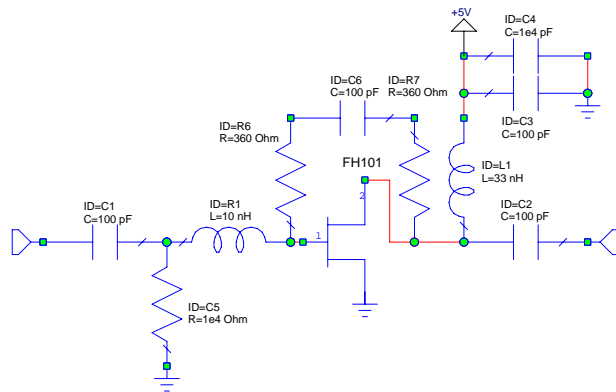 +5V
ID=C4
C=1e4 pF
ID=C6
C=100 pF
ID=R7
R=360 Ohm
ID=R6
R=360 Ohm
ID=C3
C=100 pF
FH101
ID=L1
L=33 nH
2
ID=C1
C=100 pF
ID=R1
L=10 nH
ID=C2
C=100 pF
1
ID=C5
R=1e4 Ohm